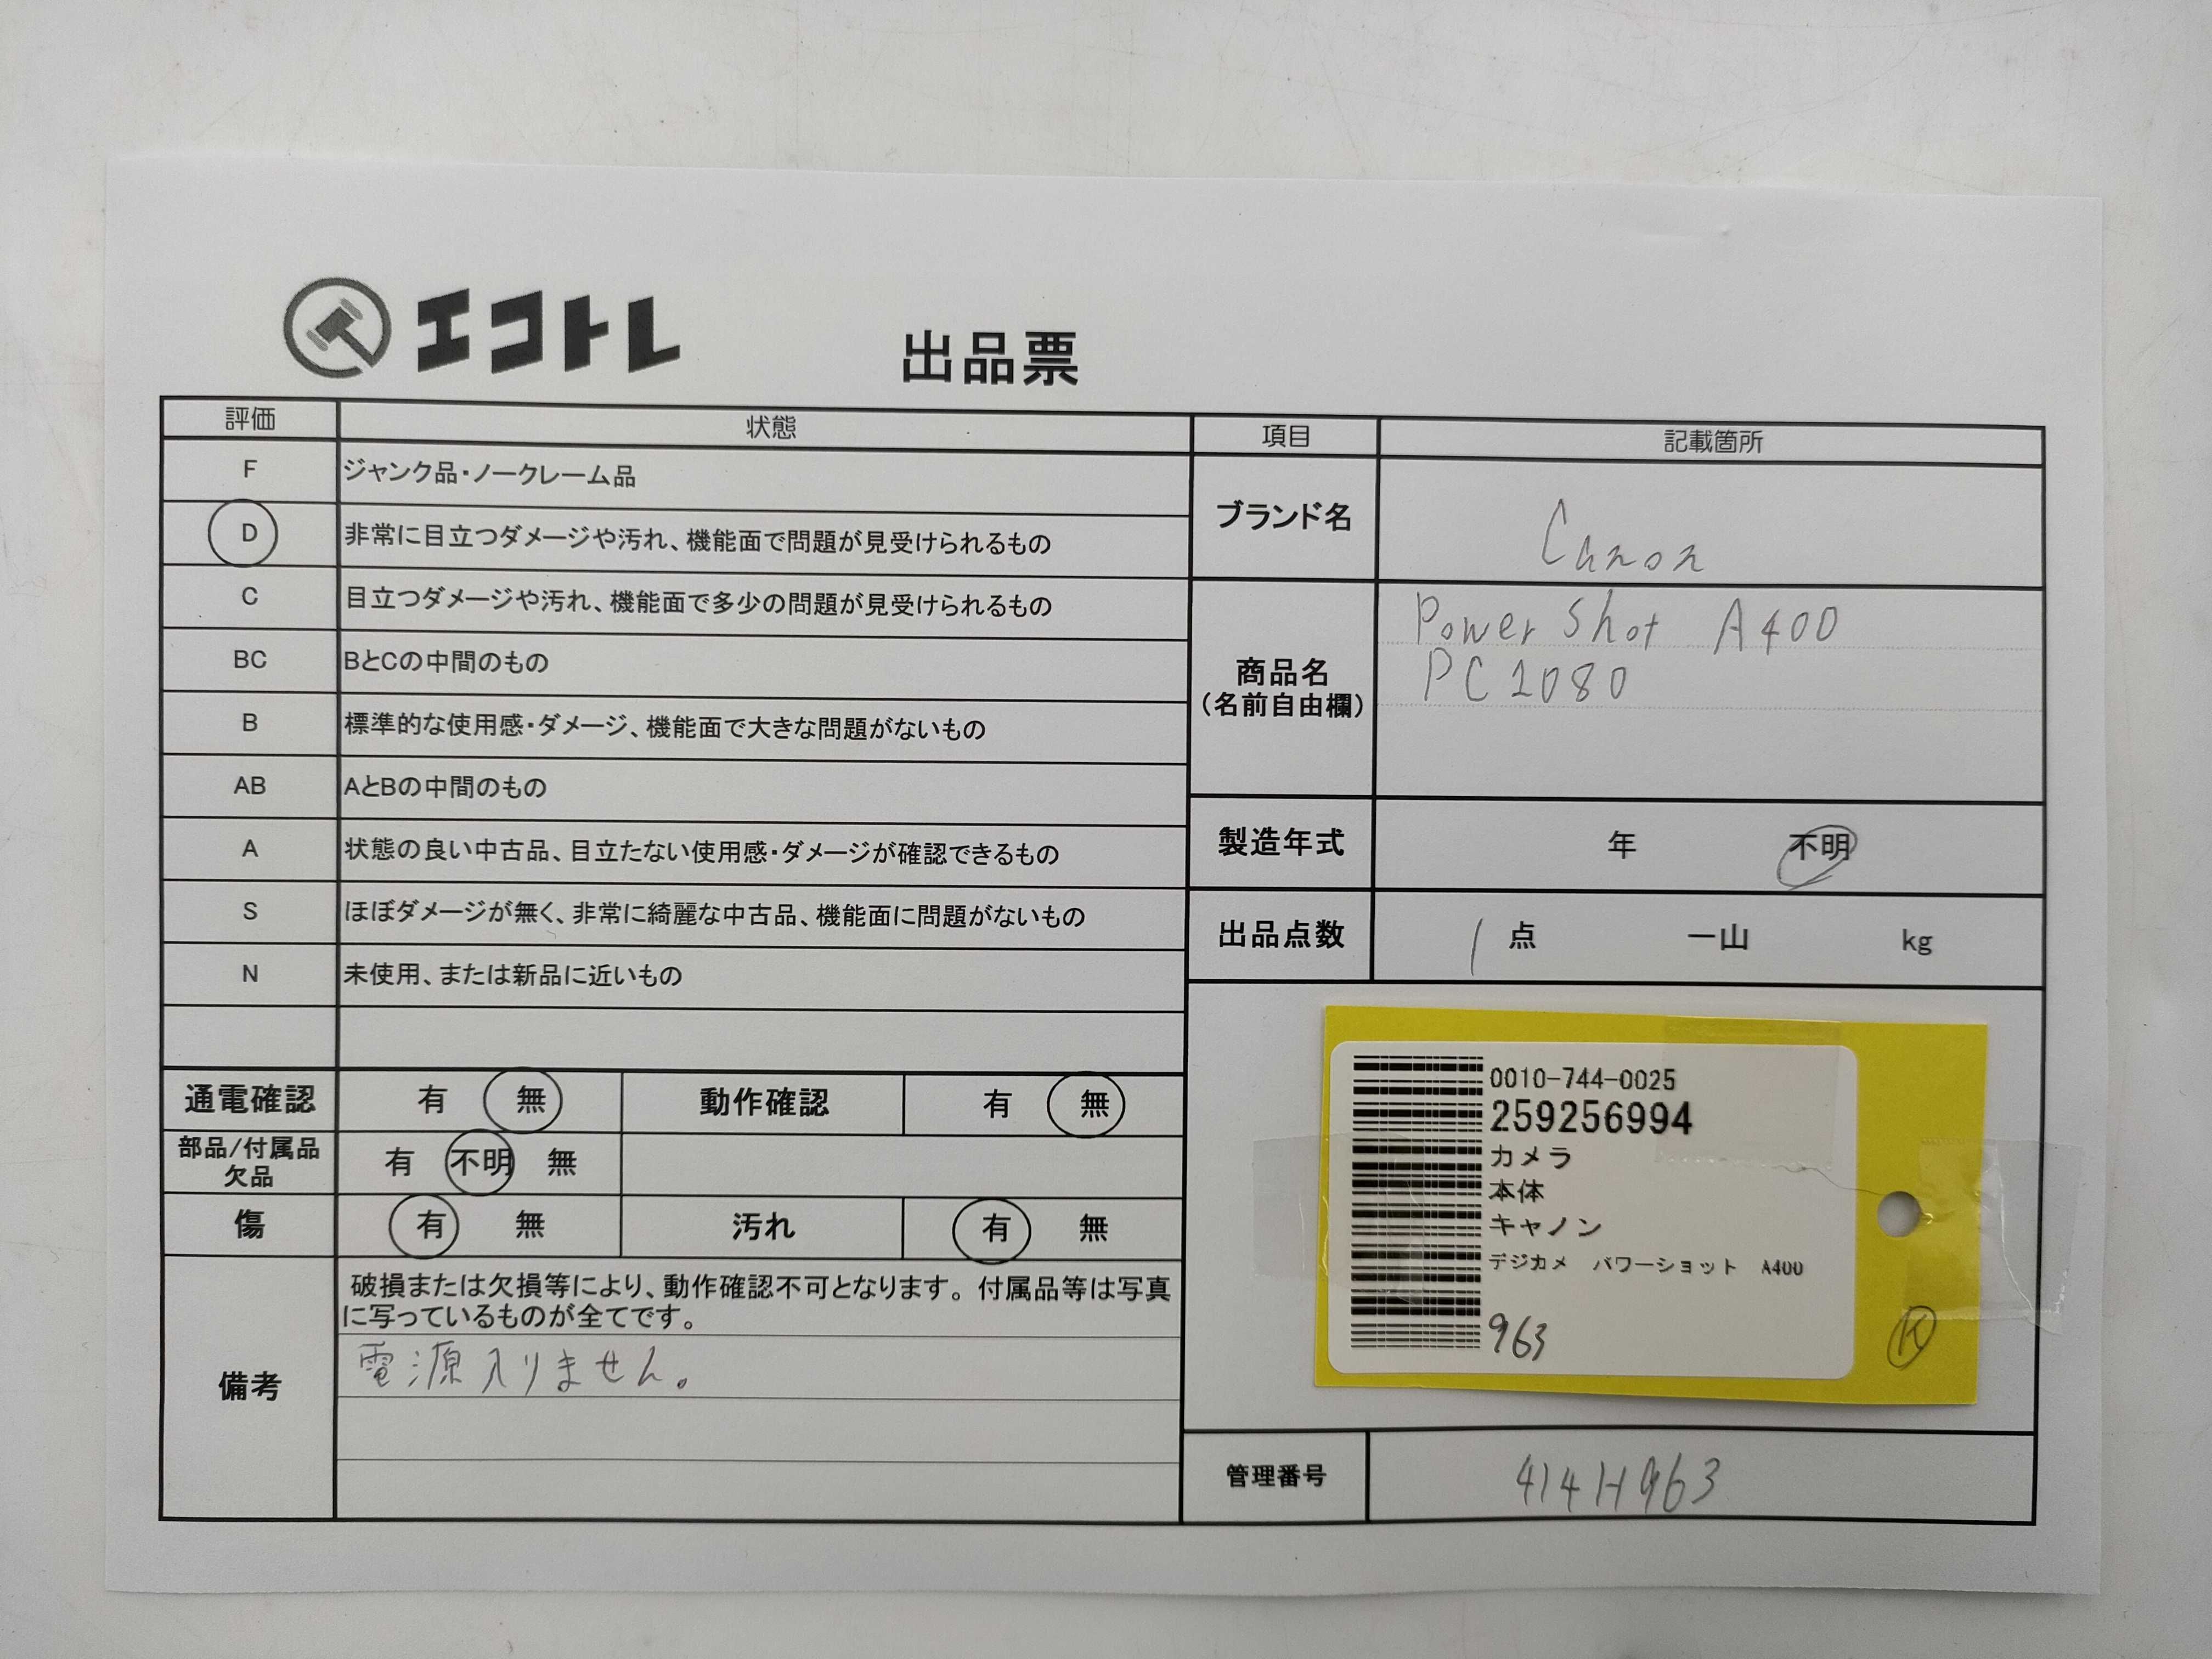 エコトレ
出品票
評価 状態
F ジャンク品・ノークレーム品
D 非常に目立つダメージや汚れ、機能面で問題が見受けられるもの
C 目立つダメージや汚れ、機能面で多少の問題が見受けられるもの
BC BとCの中間のもの
B 標準的な使用感・ダメージ、機能面で大きな問題がないもの
AB AとBの中間のもの
A 状態の良い中古品、目立たない使用感・ダメージが確認できるもの
S ほぼダメージが無く、非常に綺麗な中古品、機能面に問題がないもの
N 未使用、または新品に近いもの
通電確認 有 無 動作確認 有 無
部品/付属品
欠品
有 不明 無
傷 有 無 汚れ 有 無
備考
破損または欠損等により、動作確認不可となります。付属品等は写真
に写っているものが全てです。
電源入りません。
項目 記載箇所
ブランド名 Canon
商品名
(名前自由欄)
PowerShot A400
PC1080
製造年式 年 不明
出品点数 1 点 一山 kg
0010-744-0025
259256994
カメラ
本体
キャノン
デジカメ パワーショット A400
963
K
管理番号 414H963